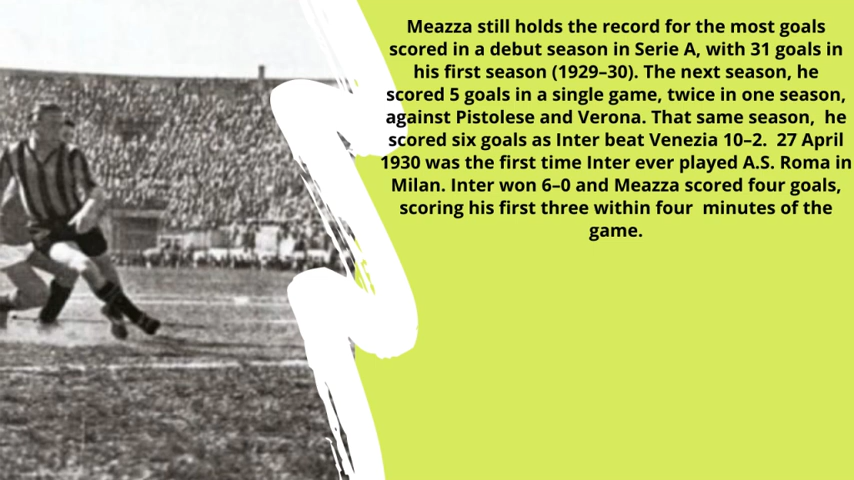 Meazza still holds the record for the most goals
scored in a debut season in Serie A, with 31 goals in
his first season (1929–30). The next season, he
scored 5 goals in a single game, twice in one season,
against Pistolese and Verona. That same season,  he
scored six goals as Inter beat Venezia 10–2.  27 April
1930 was the first time Inter ever played A.S. Roma in
Milan. Inter won 6–0 and Meazza scored four goals,
scoring his first three within four  minutes of the
game.